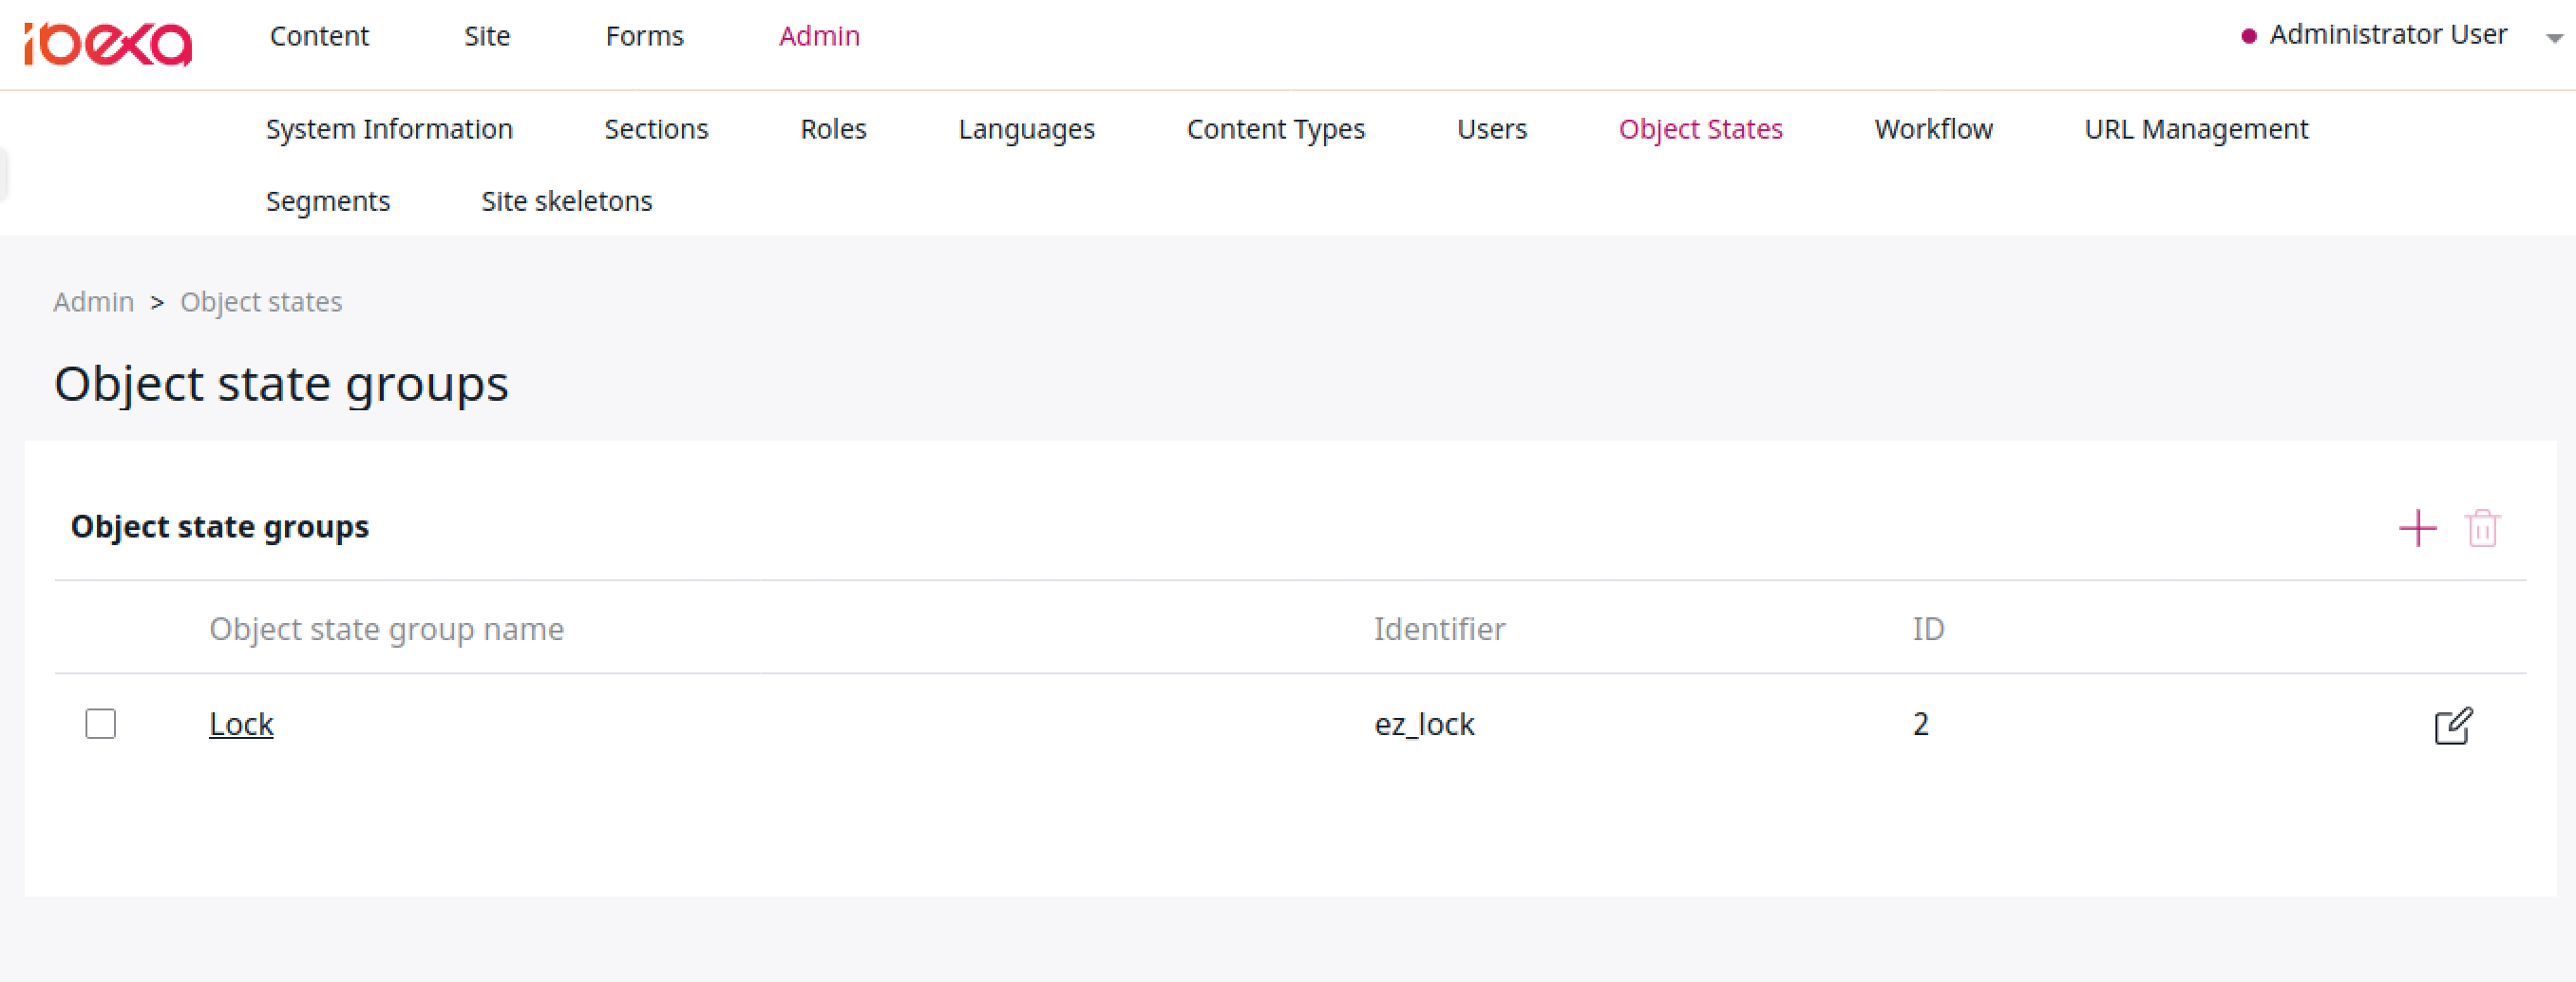 ibexa Content Site Forms Admin Administrator User
System Information Sections Roles Languages Content Types Users Object States Workflow URL Management
Segments Site skeletons
Admin > Object states
Object state groups
Object state groups
Object state group name Identifier ID
Lock ez_lock 2